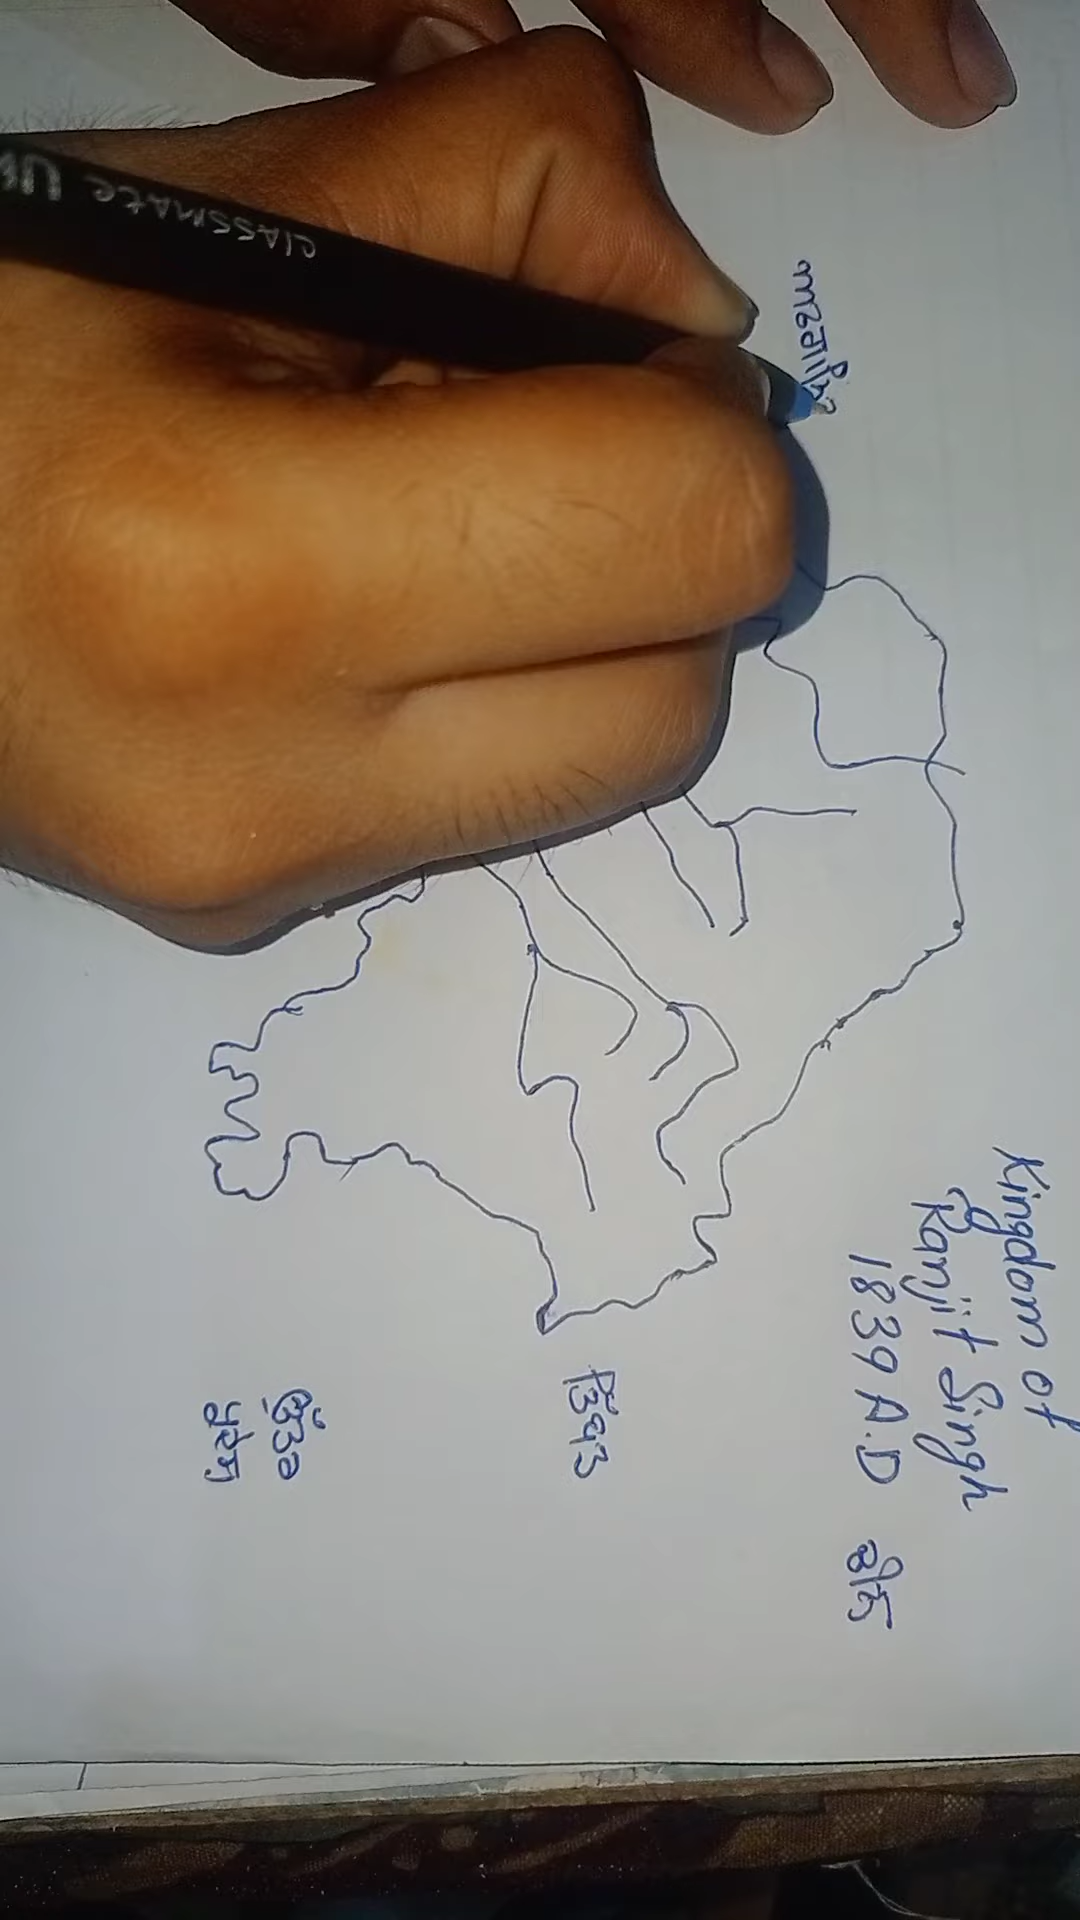 Kingdom of
Ranjit Singh
1839 A.D
ਚੀਨ
ਤਿੱਬਤ
ਉੱਤਰ
ਪ੍ਰਦੇਸ਼
classmate